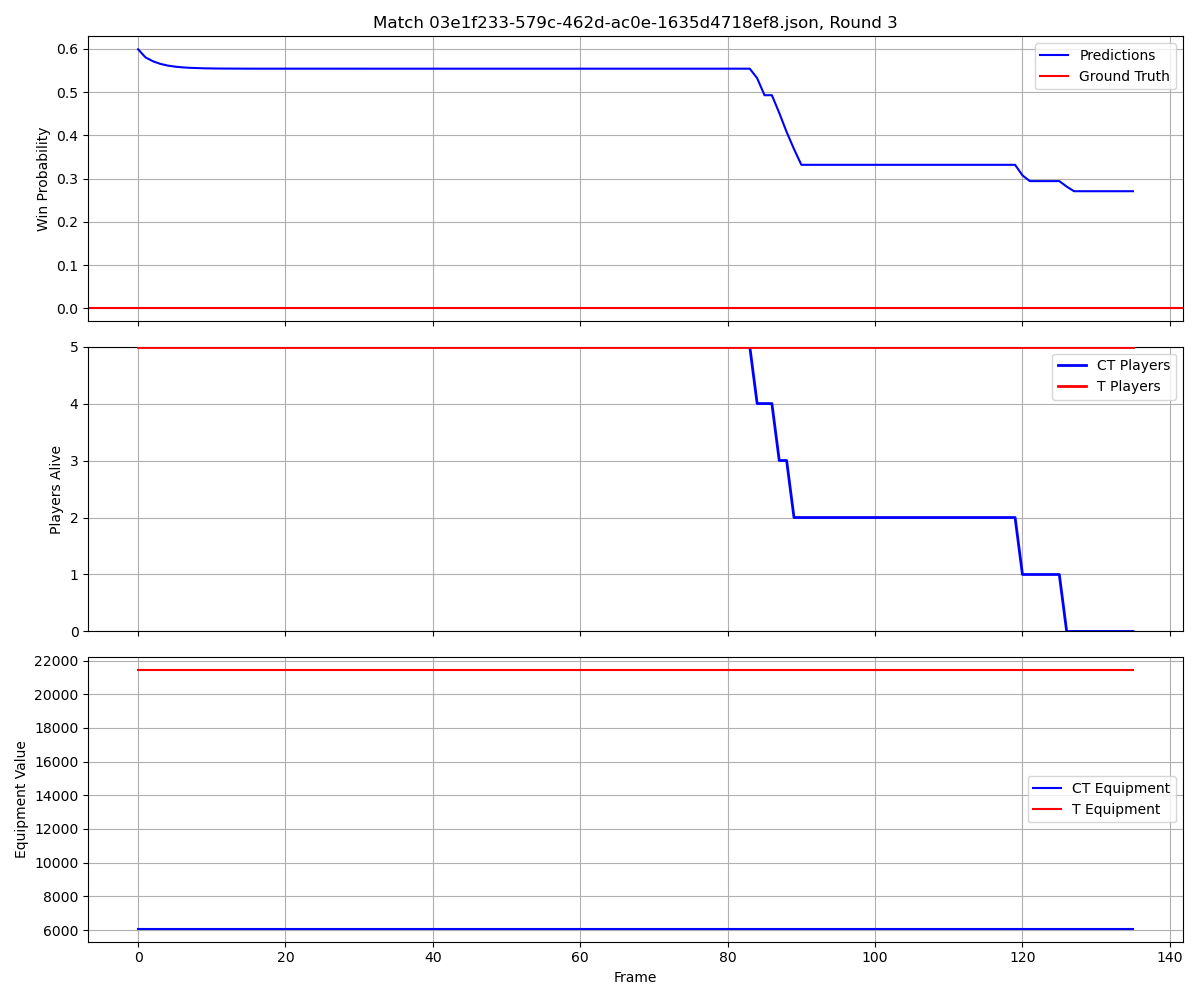 Match 03e1f233-579c-462d-ac0e-1635d4718ef8.json, Round 3
Win Probability
0.6
0.5
0.4
0.3
0.2
0.1
0.0
Predictions
Ground Truth
Players Alive
5
4
3
2
1
0
CT Players
T Players
Equipment Value
22000
20000
18000
16000
14000
12000
10000
8000
6000
CT Equipment
T Equipment
0 20 40 60 80 100 120 140
Frame